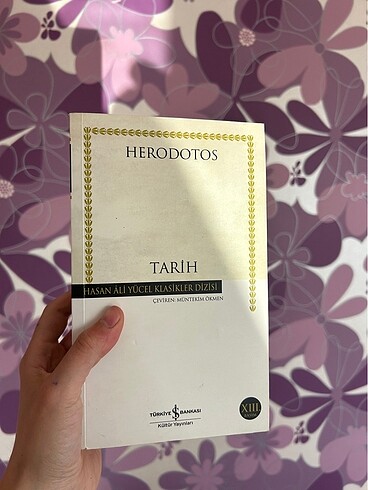 HERODOTOS
TARİH
HASAN ÂLİ YÜCEL KLASİKLER DİZİSİ
ÇEVİREN: MÜNTEKİM ÖKMEN
TÜRKİYE İŞ BANKASI
Kültür Yayınları
XIII.